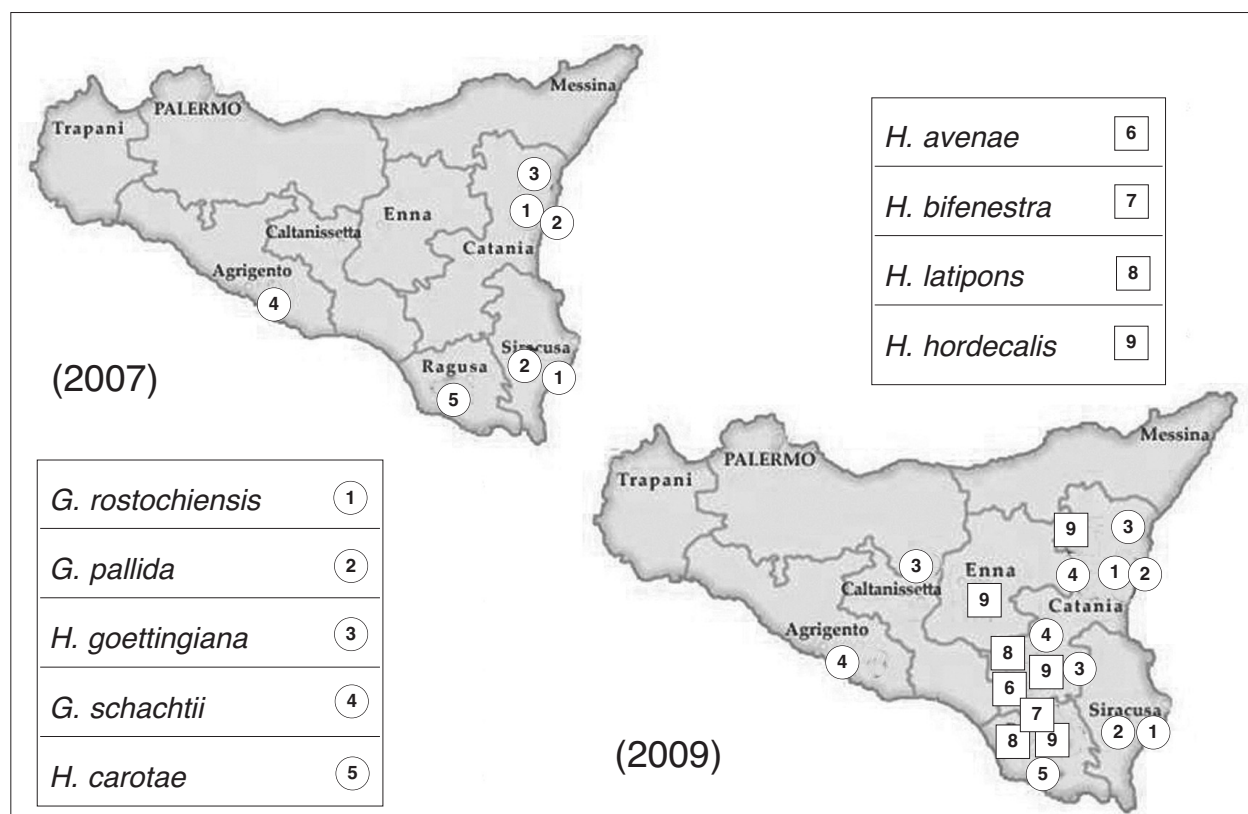 Messina
PALERMO
Trapani
3
1
2
Enna
Caltanissetta
Catania
Agrigento
4
Siracusa
2
1
Ragusa
5
(2007)
H. avenae 6
H. bifenestra 7
H. latipons 8
H. hordecalis 9
G. rostochiensis 1
G. pallida 2
H. goettingiana 3
G. schachtii 4
H. carotae 5
Messina
PALERMO
Trapani
9
3
3
Enna
4
1
2
Caltanissetta
9
Catania
Agrigento
4
4
8
9
3
6
7
Siracusa
2
1
8
9
5
(2009)